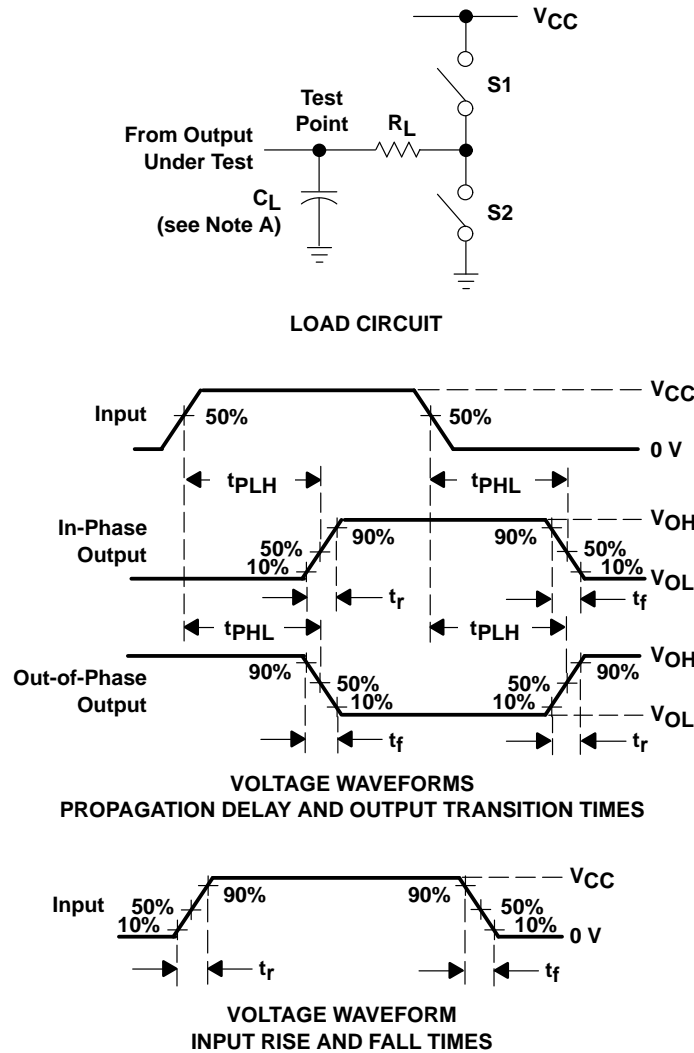 VCC
S1
Test
Point
RL
From Output
Under Test
CL
(see Note A)
S2
LOAD CIRCUIT
VCC
Input
50%
50%
0 V
tPLH
tPHL
VOH
In-Phase
Output
90%
90%
50%
50%
10%
10%
VOL
tr
tf
tPHL
tPLH
VOH
Out-of-Phase
Output
90%
90%
50%
50%
10%
10%
VOL
tf
tr
VOLTAGE WAVEFORMS
PROPAGATION DELAY AND OUTPUT TRANSITION TIMES
VCC
Input
90%
90%
50%
50%
10%
10%
0 V
tr
tf
VOLTAGE WAVEFORM
INPUT RISE AND FALL TIMES